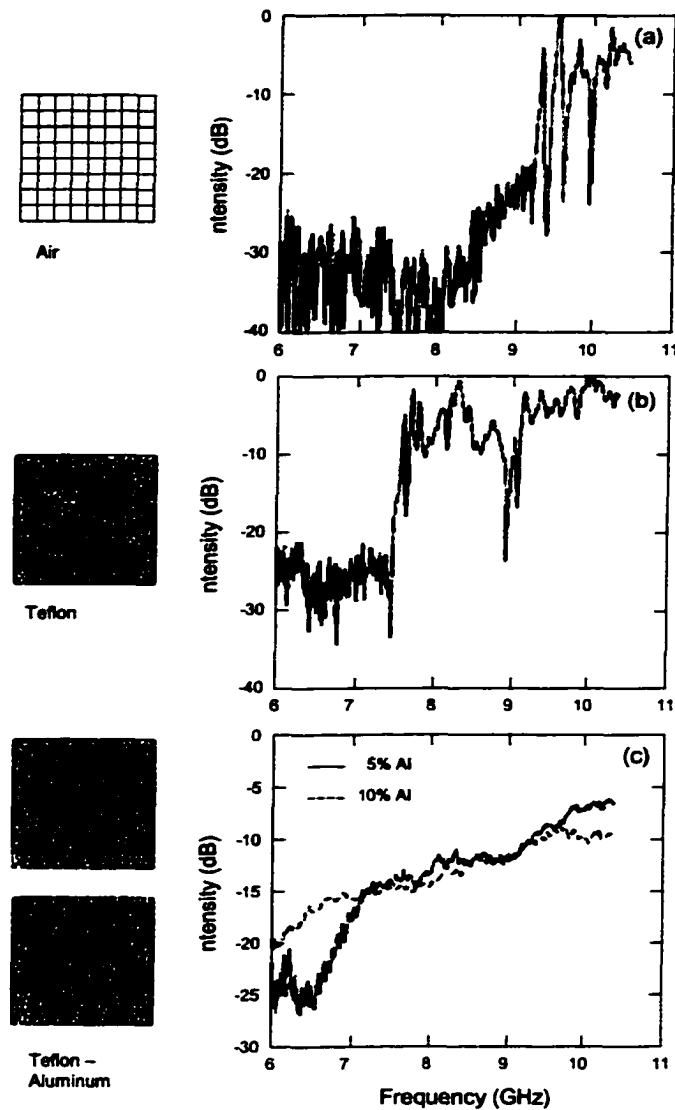 (a)
0
-10
-20
-30
-40
ntensity (dB)
6 7 8 9 10 11
Air
(b)
0
-10
-20
-30
-40
ntensity (dB)
6 7 8 9 10 11
Teflon
(c)
0
-5
-10
-15
-20
-25
-30
ntensity (dB)
5% Al
10% Al
6 7 8 9 10 11
Frequency (GHz)
Teflon –
Aluminum